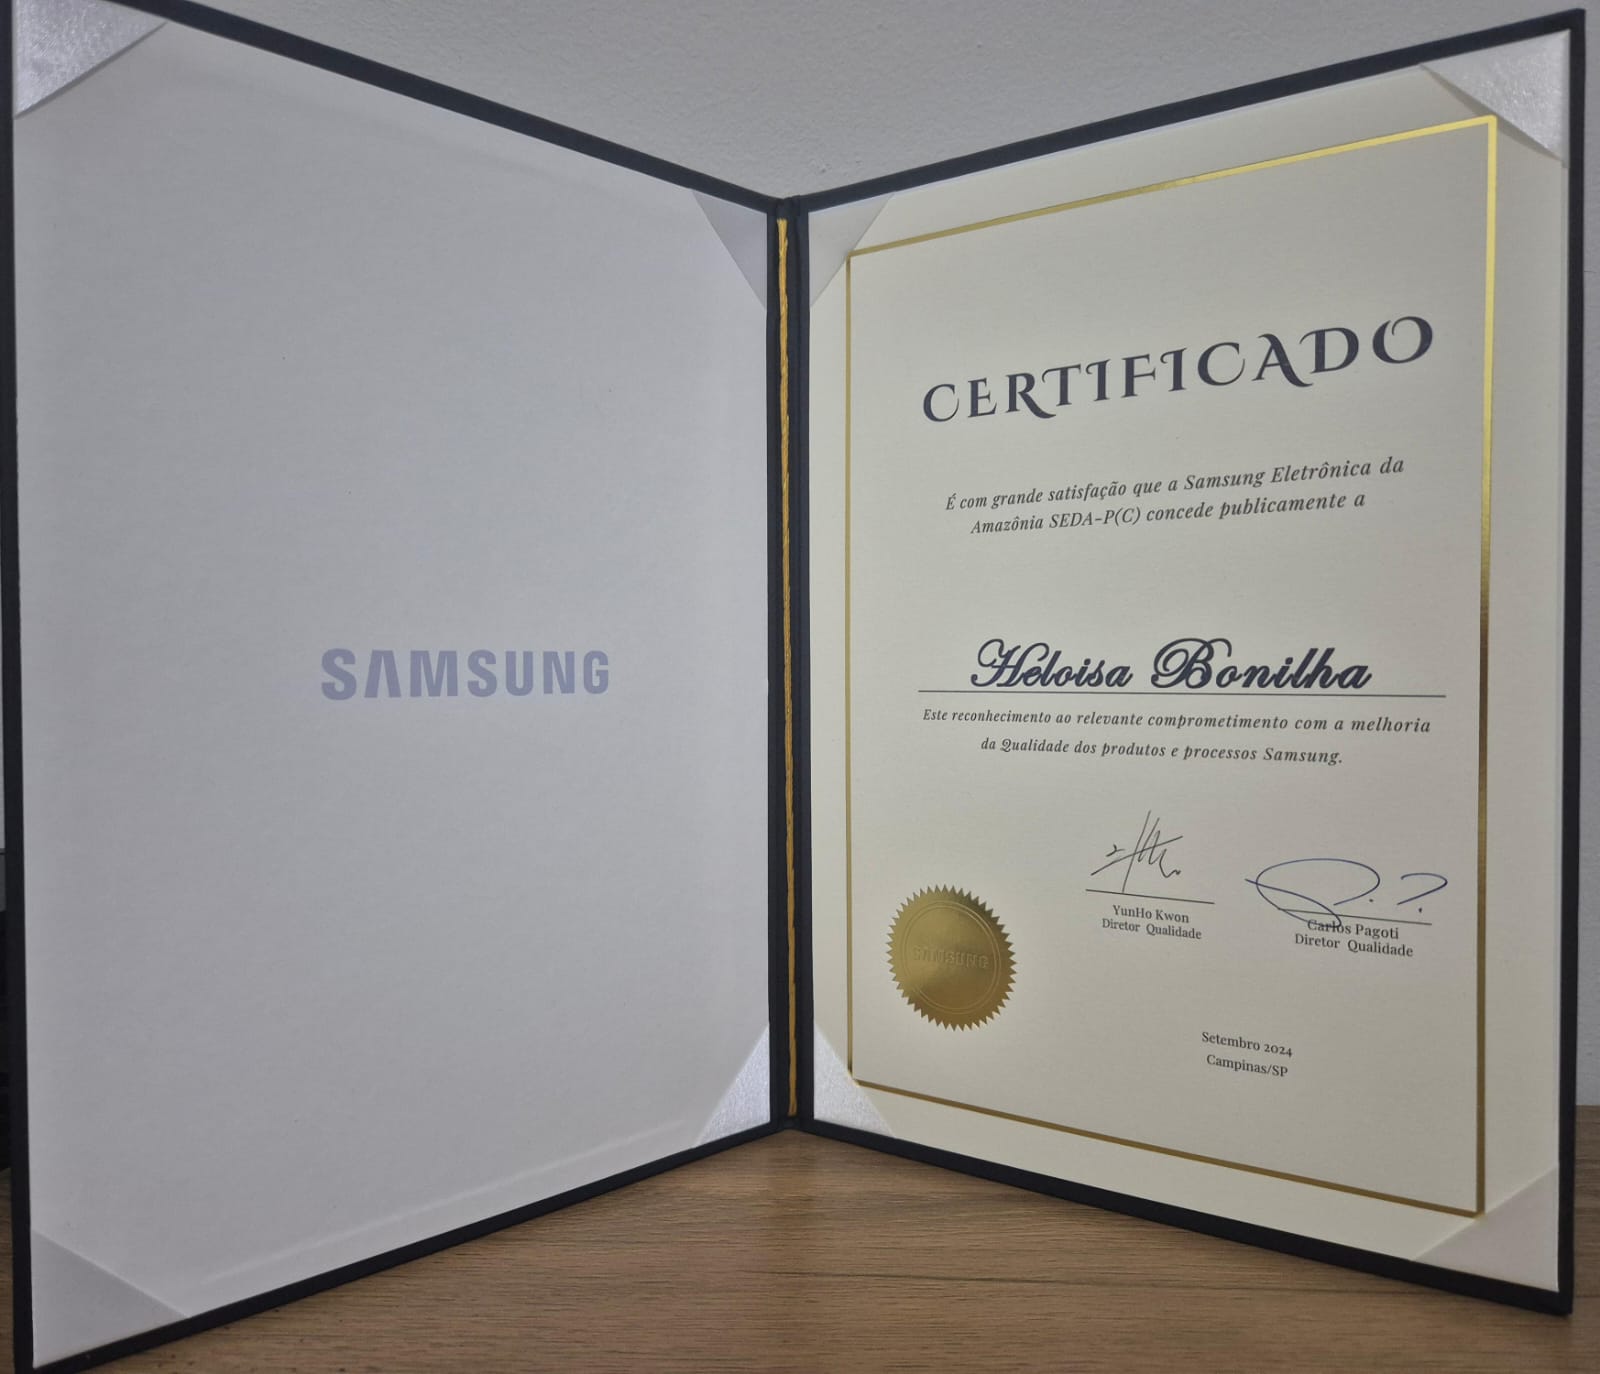 SAMSUNG
CERTIFICADO
É com grande satisfação que a Samsung Eletrônica da
Amazônia SEDA-P(C) concede publicamente a
Heloisa Bonilha
Este reconhecimento ao relevante comprometimento com a melhoria
da Qualidade dos produtos e processos Samsung.
YunHo Kwon
Diretor Qualidade
Carlos Pagoti
Diretor Qualidade
SAMSUNG
Setembro 2024
Campinas/SP